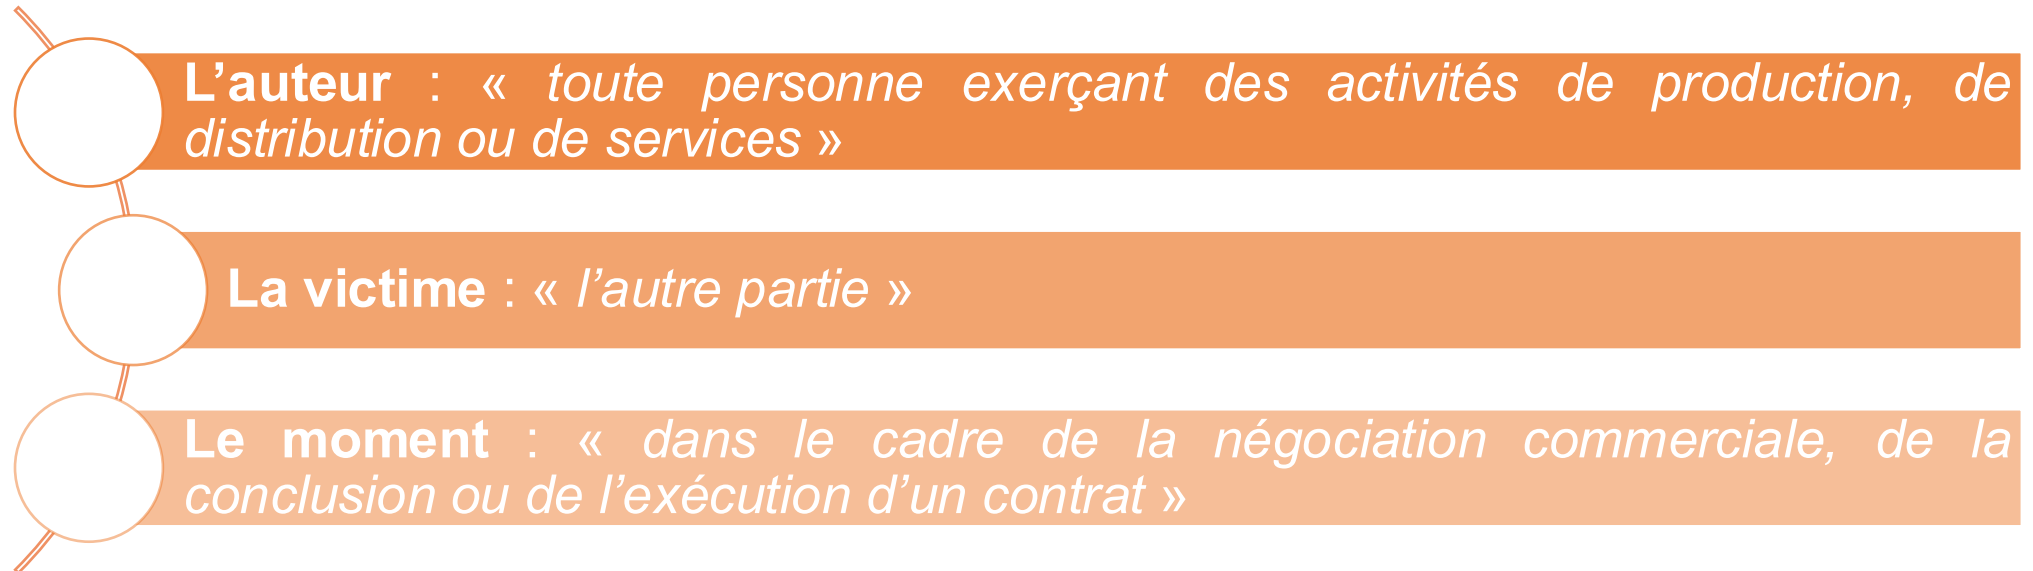 L’auteur : « toute personne exerçant des activités de production, de
distribution ou de services »
La victime : « l’autre partie »
Le moment : « dans le cadre de la négociation commerciale, de la
conclusion ou de l’exécution d’un contrat »